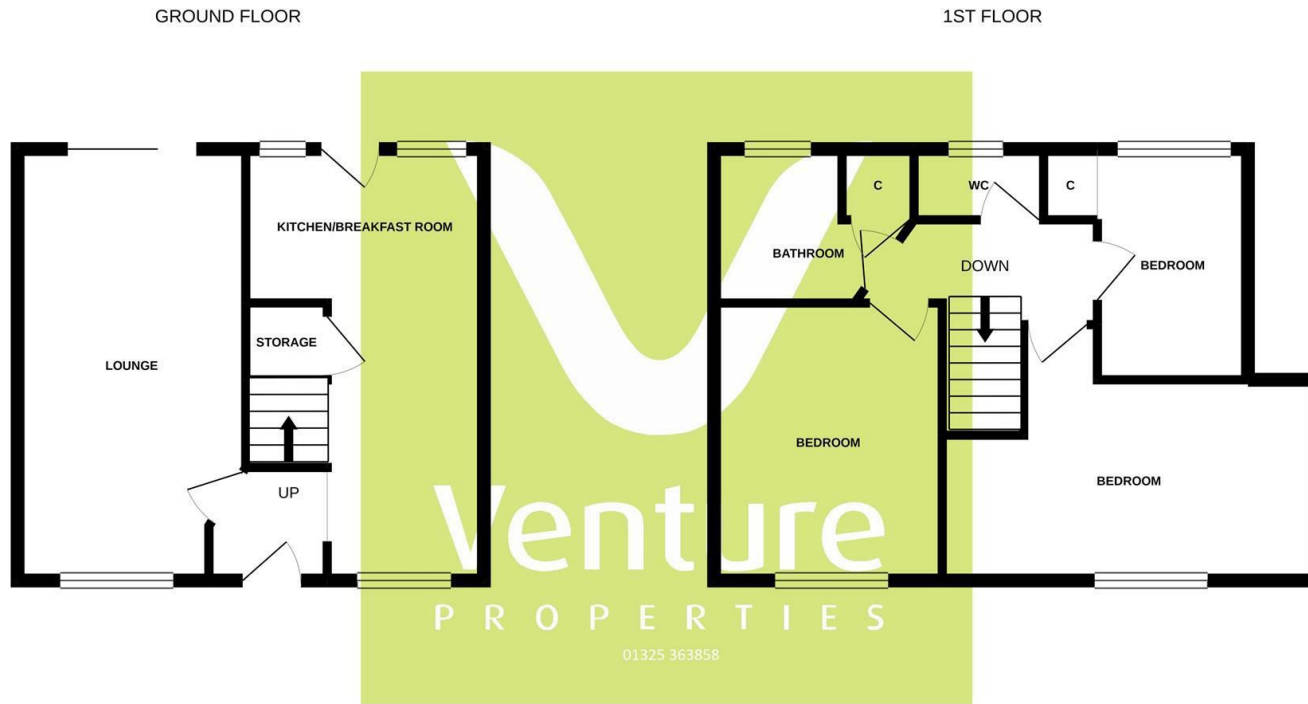 GROUND FLOOR
KITCHEN/BREAKFAST ROOM
STORAGE
LOUNGE
UP
1ST FLOOR
C
WC
C
BATHROOM
DOWN
BEDROOM
BEDROOM
BEDROOM
Venture
PROPERTIES
01325 363858